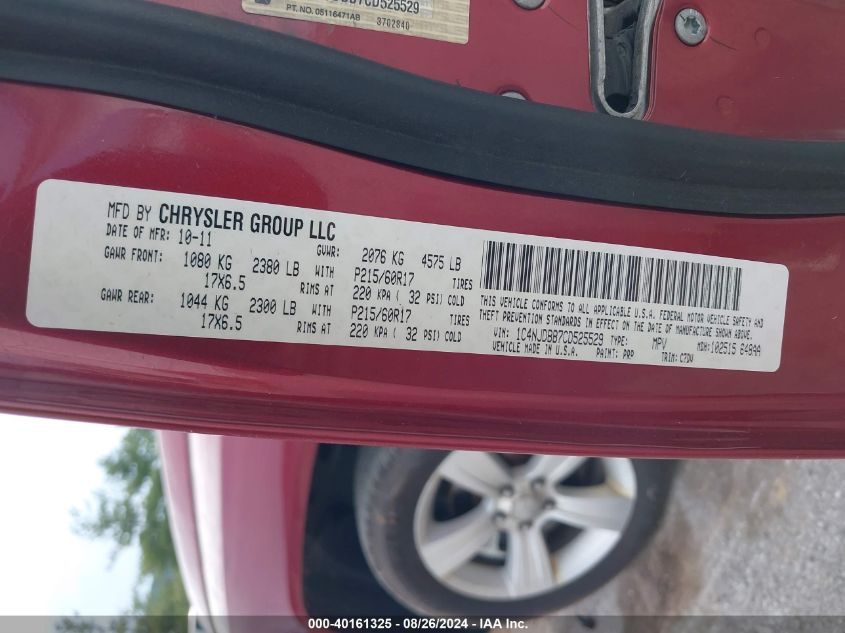 BB7CD525529
PT. NO. 05116471AB 3702840
MFD BY CHRYSLER GROUP LLC
DATE OF MFR: 10-11 GVWR: 2076 KG 4575 LB
GAWR FRONT: 1080 KG 2380 LB WITH P215/60R17 TIRES
17X6.5 RIMS AT 220 KPA ( 32 PSI) COLD
GAWR REAR: 1044 KG 2300 LB WITH P215/60R17 TIRES
17X6.5 RIMS AT 220 KPA ( 32 PSI) COLD
THIS VEHICLE CONFORMS TO ALL APPLICABLE U.S.A. FEDERAL MOTOR VEHICLE SAFETY AND
THEFT PREVENTION STANDARDS IN EFFECT ON THE DATE OF MANUFACTURE SHOWN ABOVE.
VIN: 1C4NJDBB7CD525529 TYPE: MPV MDH: 102515 648AA
VEHICLE MADE IN U.S.A. PAINT: PRP TRIM: C7DV
000-40161325 - 08/26/2024 - IAA Inc.